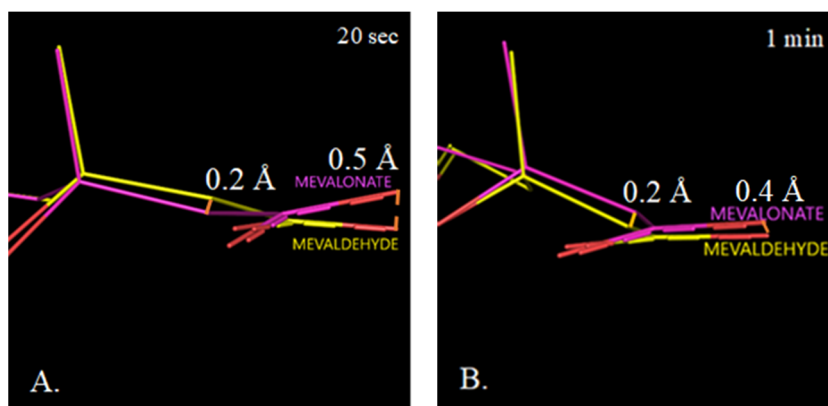 20 sec
0.5 Å
0.2 Å
MEVALONATE
MEVALDEHYDE
A.
1 min
0.2 Å
0.4 Å
MEVALONATE
MEVALDEHYDE
B.